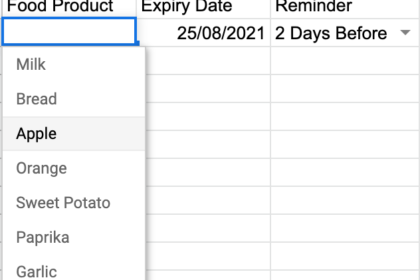 Food Product Expiry Date Reminder
25/08/2021 2 Days Before
Milk
Bread
Apple
Orange
Sweet Potato
Paprika
Garlic